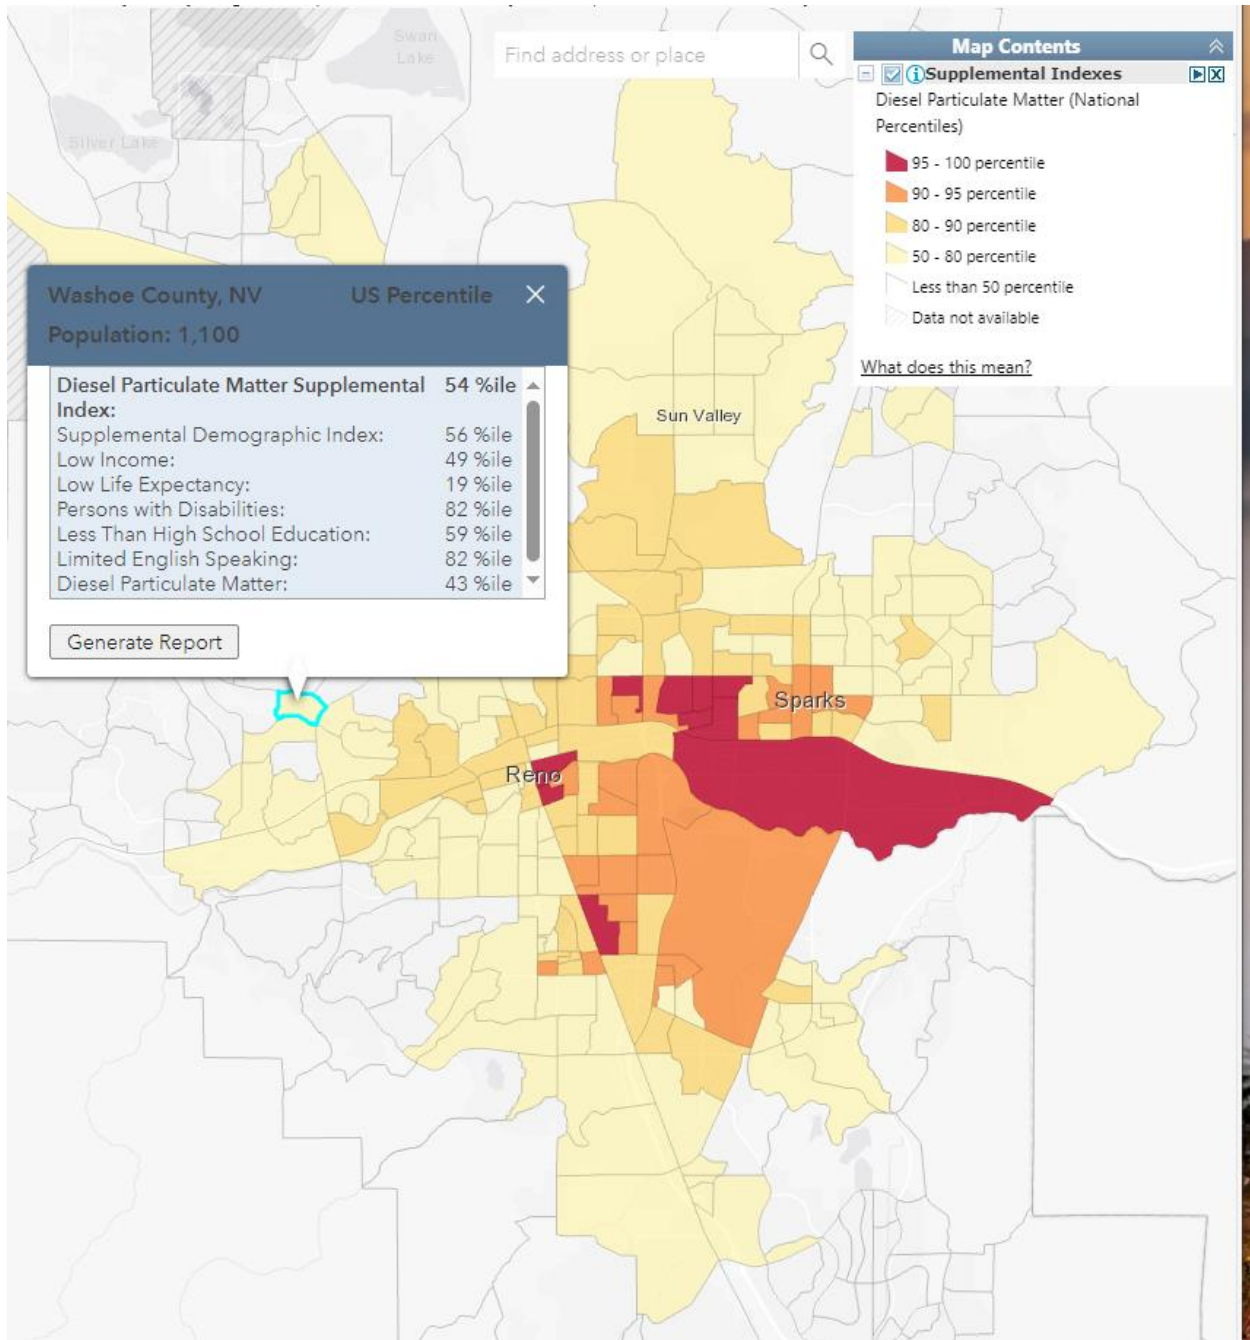 Swan
Lake
Silver Lake
Find address or place
Map Contents
Supplemental Indexes
Diesel Particulate Matter (National
Percentiles)
95 - 100 percentile
90 - 95 percentile
80 - 90 percentile
50 - 80 percentile
Less than 50 percentile
Data not available
What does this mean?
Washoe County, NV US Percentile
Population: 1,100
Diesel Particulate Matter Supplemental 54 %ile
Index:
Supplemental Demographic Index: 56 %ile
Low Income: 49 %ile
Low Life Expectancy: 19 %ile
Persons with Disabilities: 82 %ile
Less Than High School Education: 59 %ile
Limited English Speaking: 82 %ile
Diesel Particulate Matter: 43 %ile
Generate Report
Sun Valley
Sparks
Reno